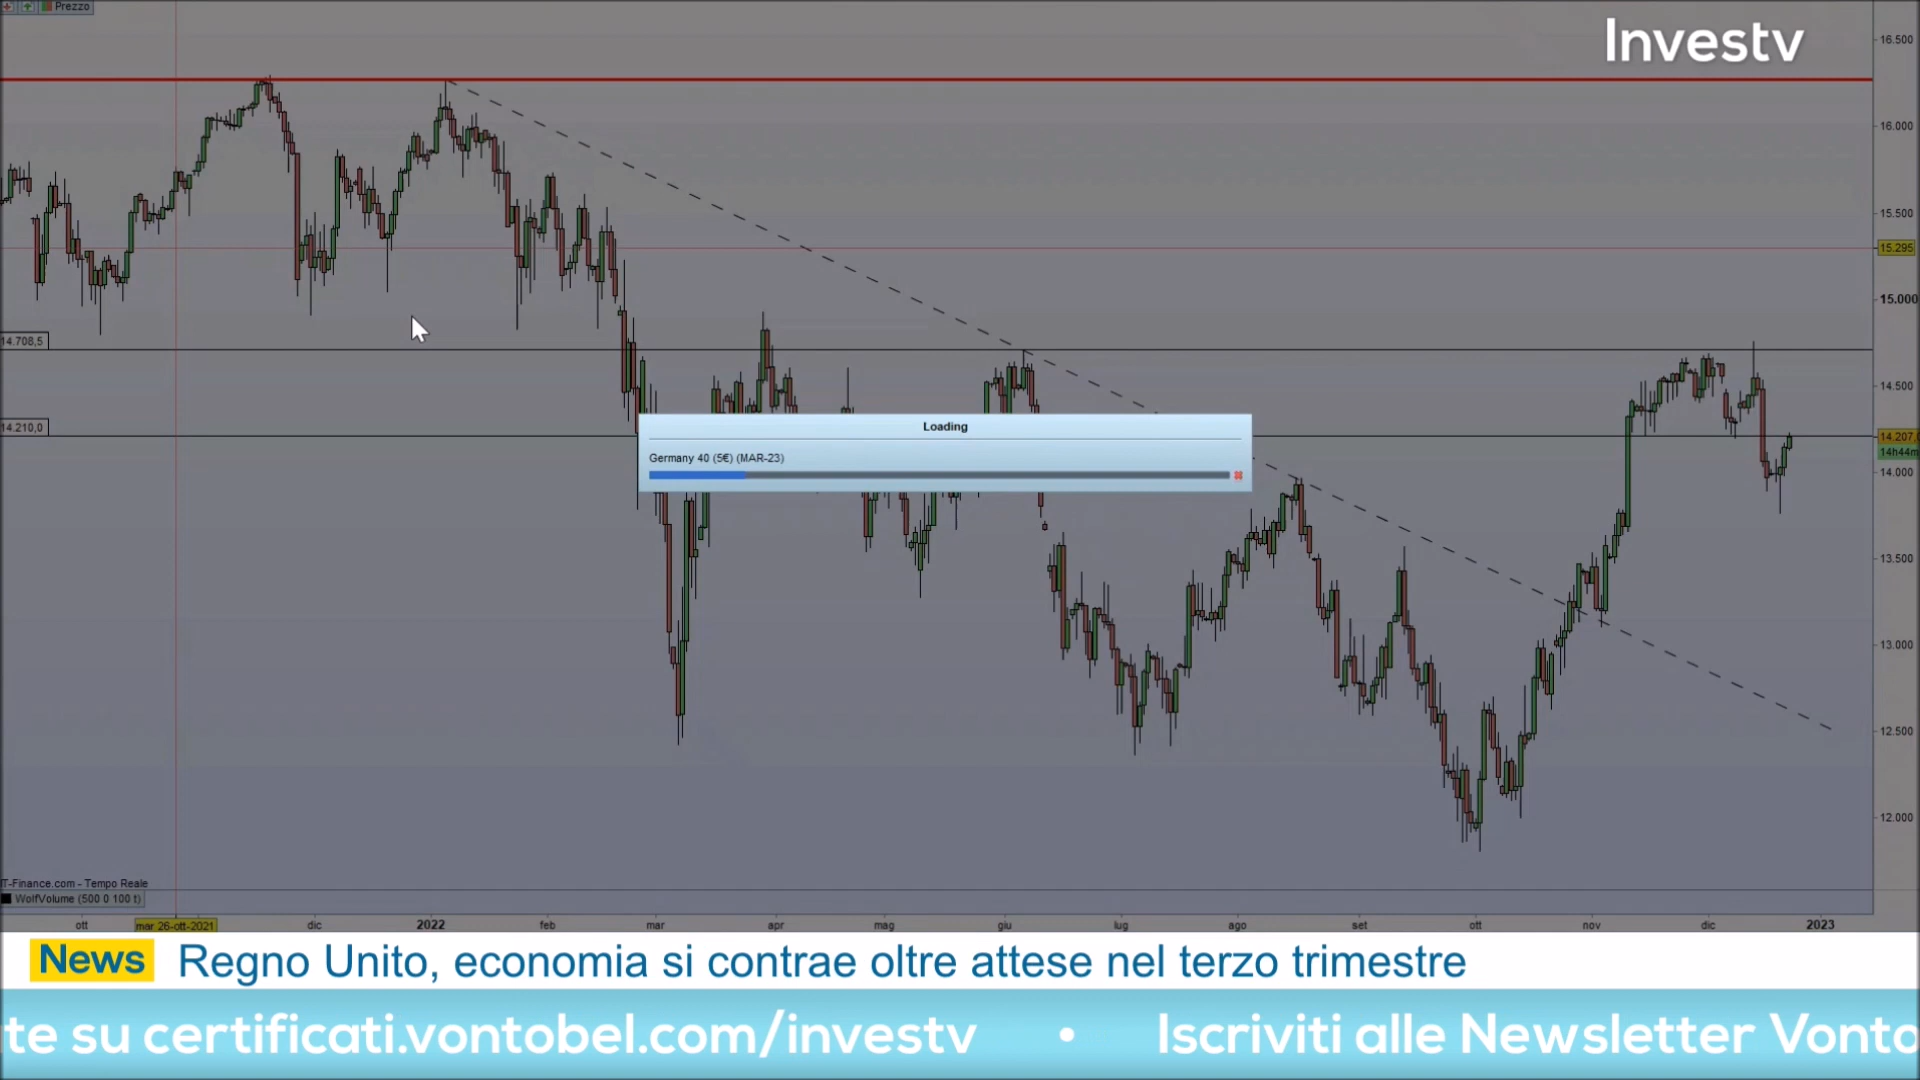 Prezzo
Investv
16.500
16.000
15.500
15.295
15.000
14.708,5
14.500
14.210,0
14.207,0
14h44m
14.000
13.500
13.000
12.500
12.000
Loading
Germany 40 (5€) (MAR-23)
IT-Finance.com - Tempo Reale
WolfVolume (500 0 100 t)
ott
mar 26-ott-2021
dic
2022
feb
mar
apr
mag
giu
lug
ago
set
ott
nov
dic
2023
News
Regno Unito, economia si contrae oltre attese nel terzo trimestre
te su certificati.vontobel.com/investv • Iscriviti alle Newsletter Vonto